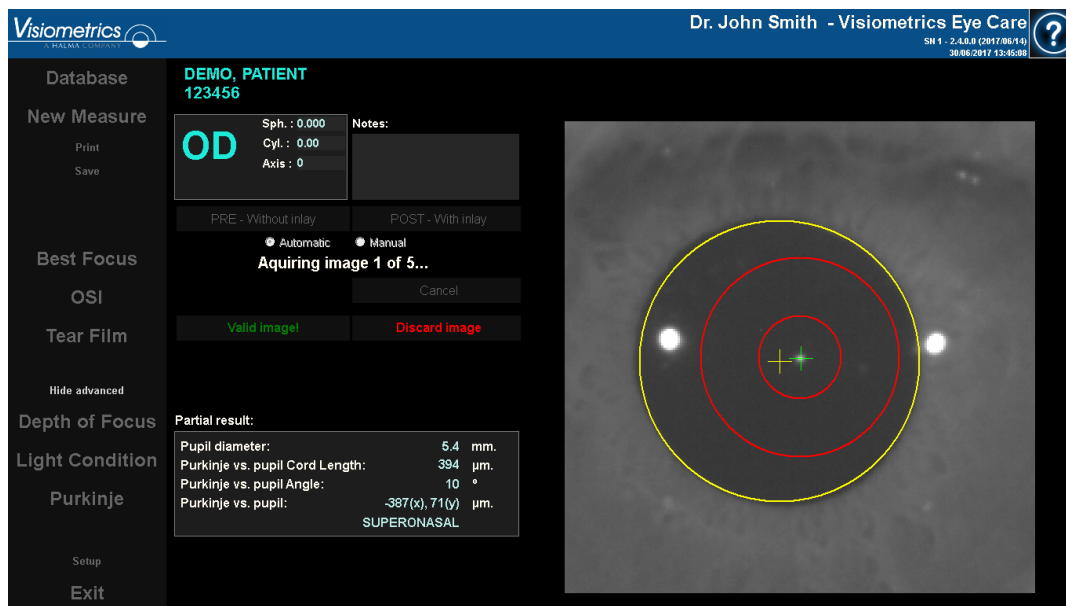 Visiometrics
A HALMA COMPANY
Dr. John Smith - Visiometrics Eye Care
SN 1 - 2.4.0.0 (2017/06/14)
30/06/2017 13:45:08
?
Database
New Measure
Print
Save
Best Focus
OSI
Tear Film
Hide advanced
Depth of Focus
Light Condition
Purkinje
Setup
Exit
DEMO, PATIENT
123456
OD
Sph. : 0.000
Cyl. : 0.00
Axis : 0
Notes:
PRE - Without inlay
POST - With inlay
Automatic
Manual
Aquiring image 1 of 5...
Cancel
Valid image!
Discard image
Partial result:
Pupil diameter: 5.4 mm.
Purkinje vs. pupil Cord Length: 394 µm.
Purkinje vs. pupil Angle: 10 º
Purkinje vs. pupil: -387(x), 71(y) µm.
SUPERONASAL